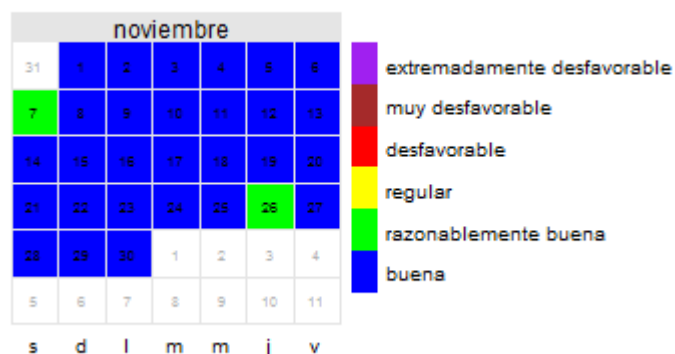 noviembre
31 1 2 3 4 5 6
7 8 9 10 11 12 13
14 15 16 17 18 19 20
21 22 23 24 25 26 27
28 29 30 1 2 3 4
5 6 7 8 9 10 11
s d l m m j v
extremadamente desfavorable
muy desfavorable
desfavorable
regular
razonablemente buena
buena